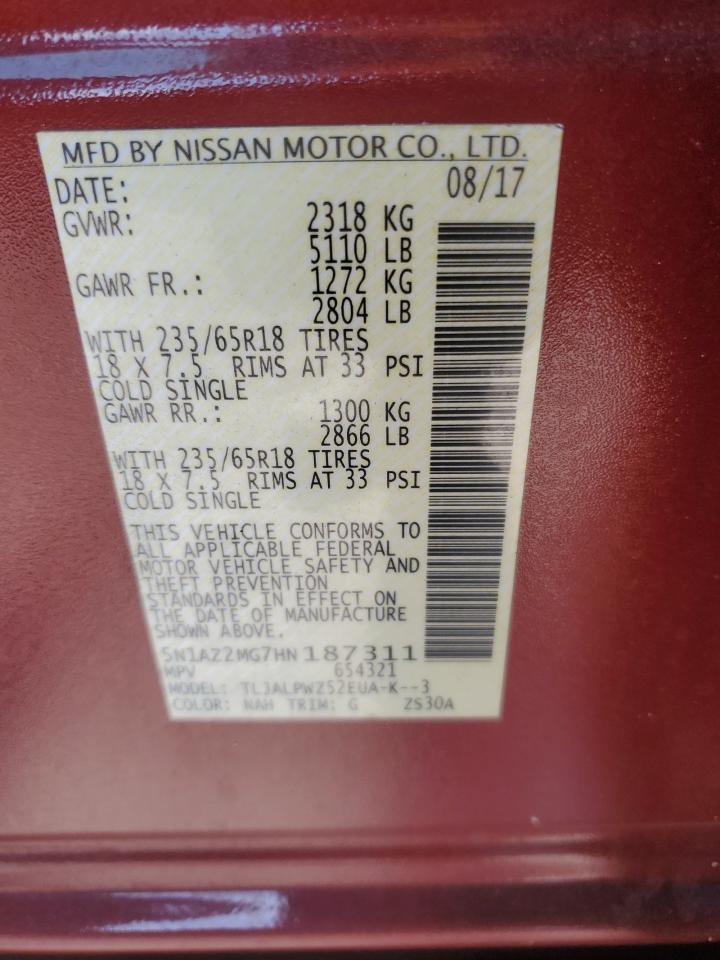 MFD BY NISSAN MOTOR CO., LTD.
DATE: 08/17
GVWR: 2318 KG
5110 LB
GAWR FR.: 1272 KG
2804 LB
WITH 235/65R18 TIRES
18 X 7.5 RIMS AT 33 PSI
COLD SINGLE
GAWR RR.: 1300 KG
2866 LB
WITH 235/65R18 TIRES
18 X 7.5 RIMS AT 33 PSI
COLD SINGLE
THIS VEHICLE CONFORMS TO
ALL APPLICABLE FEDERAL
MOTOR VEHICLE SAFETY AND
THEFT PREVENTION
STANDARDS IN EFFECT ON
THE DATE OF MANUFACTURE
SHOWN ABOVE.
5N1AZ2MG7HN187311
MPV 654321
MODEL: TLJALPWZ52EUA-K--3
COLOR: NAH TRIM: G ZS30A